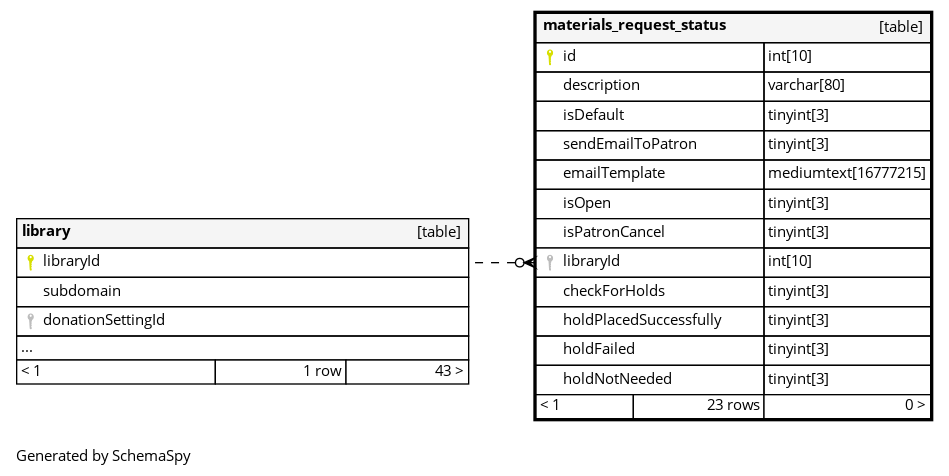 materials_request_status [table]
id int[10]
description varchar[80]
isDefault tinyint[3]
sendEmailToPatron tinyint[3]
emailTemplate mediumtext[16777215]
isOpen tinyint[3]
isPatronCancel tinyint[3]
libraryId int[10]
checkForHolds tinyint[3]
holdPlacedSuccessfully tinyint[3]
holdFailed tinyint[3]
holdNotNeeded tinyint[3]
< 1 23 rows 0 >
library [table]
libraryId
subdomain
donationSettingId
...
< 1 1 row 43 >
Generated by SchemaSpy